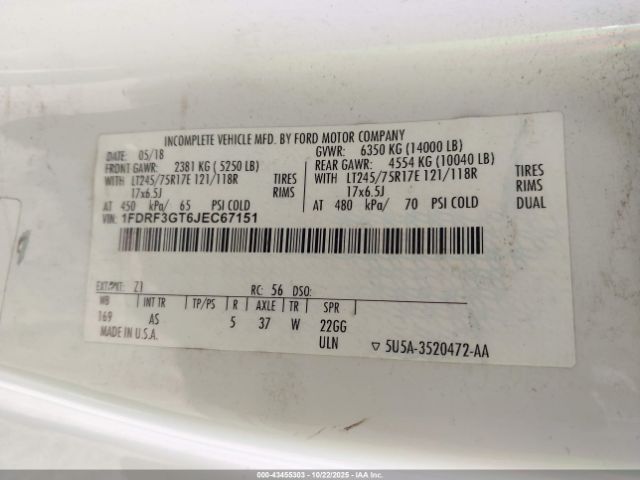 INCOMPLETE VEHICLE MFD. BY FORD MOTOR COMPANY
DATE: 05/18 GVWR: 6350 KG (14000 LB)
FRONT GAWR: 2381 KG (5250 LB) REAR GAWR: 4554 KG (10040 LB)
WITH LT245/75R17E 121/118R TIRES WITH LT245/75R17E 121/118R TIRES
17x6.5J RIMS 17x6.5J RIMS
AT 450 kPa/ 65 PSI COLD AT 480 kPa/ 70 PSI COLD DUAL
VIN: 1FDRF3GT6JEC67151
EXT PNT: Z1 RC: 56 DSO:
WB INT TR TP/PS R AXLE TR SPR
169 AS 5 37 W 22GG
MADE IN U.S.A. ULN ▽ 5U5A-3520472-AA
000-43455303 - 10/22/2025 - IAAI.COM